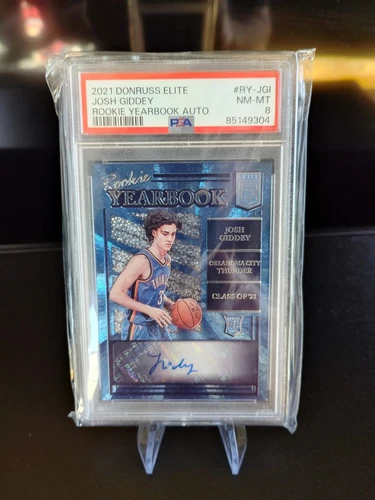 2021 DONRUSS ELITE #RY-JGI
JOSH GIDDEY NM-MT
ROOKIE YEARBOOK AUTO. 8
PSA 85149304
Rookie
YEARBOOK
JOSH
GIDDEY
OKLAHOMA CITY
THUNDER
CLASS OF '21
3